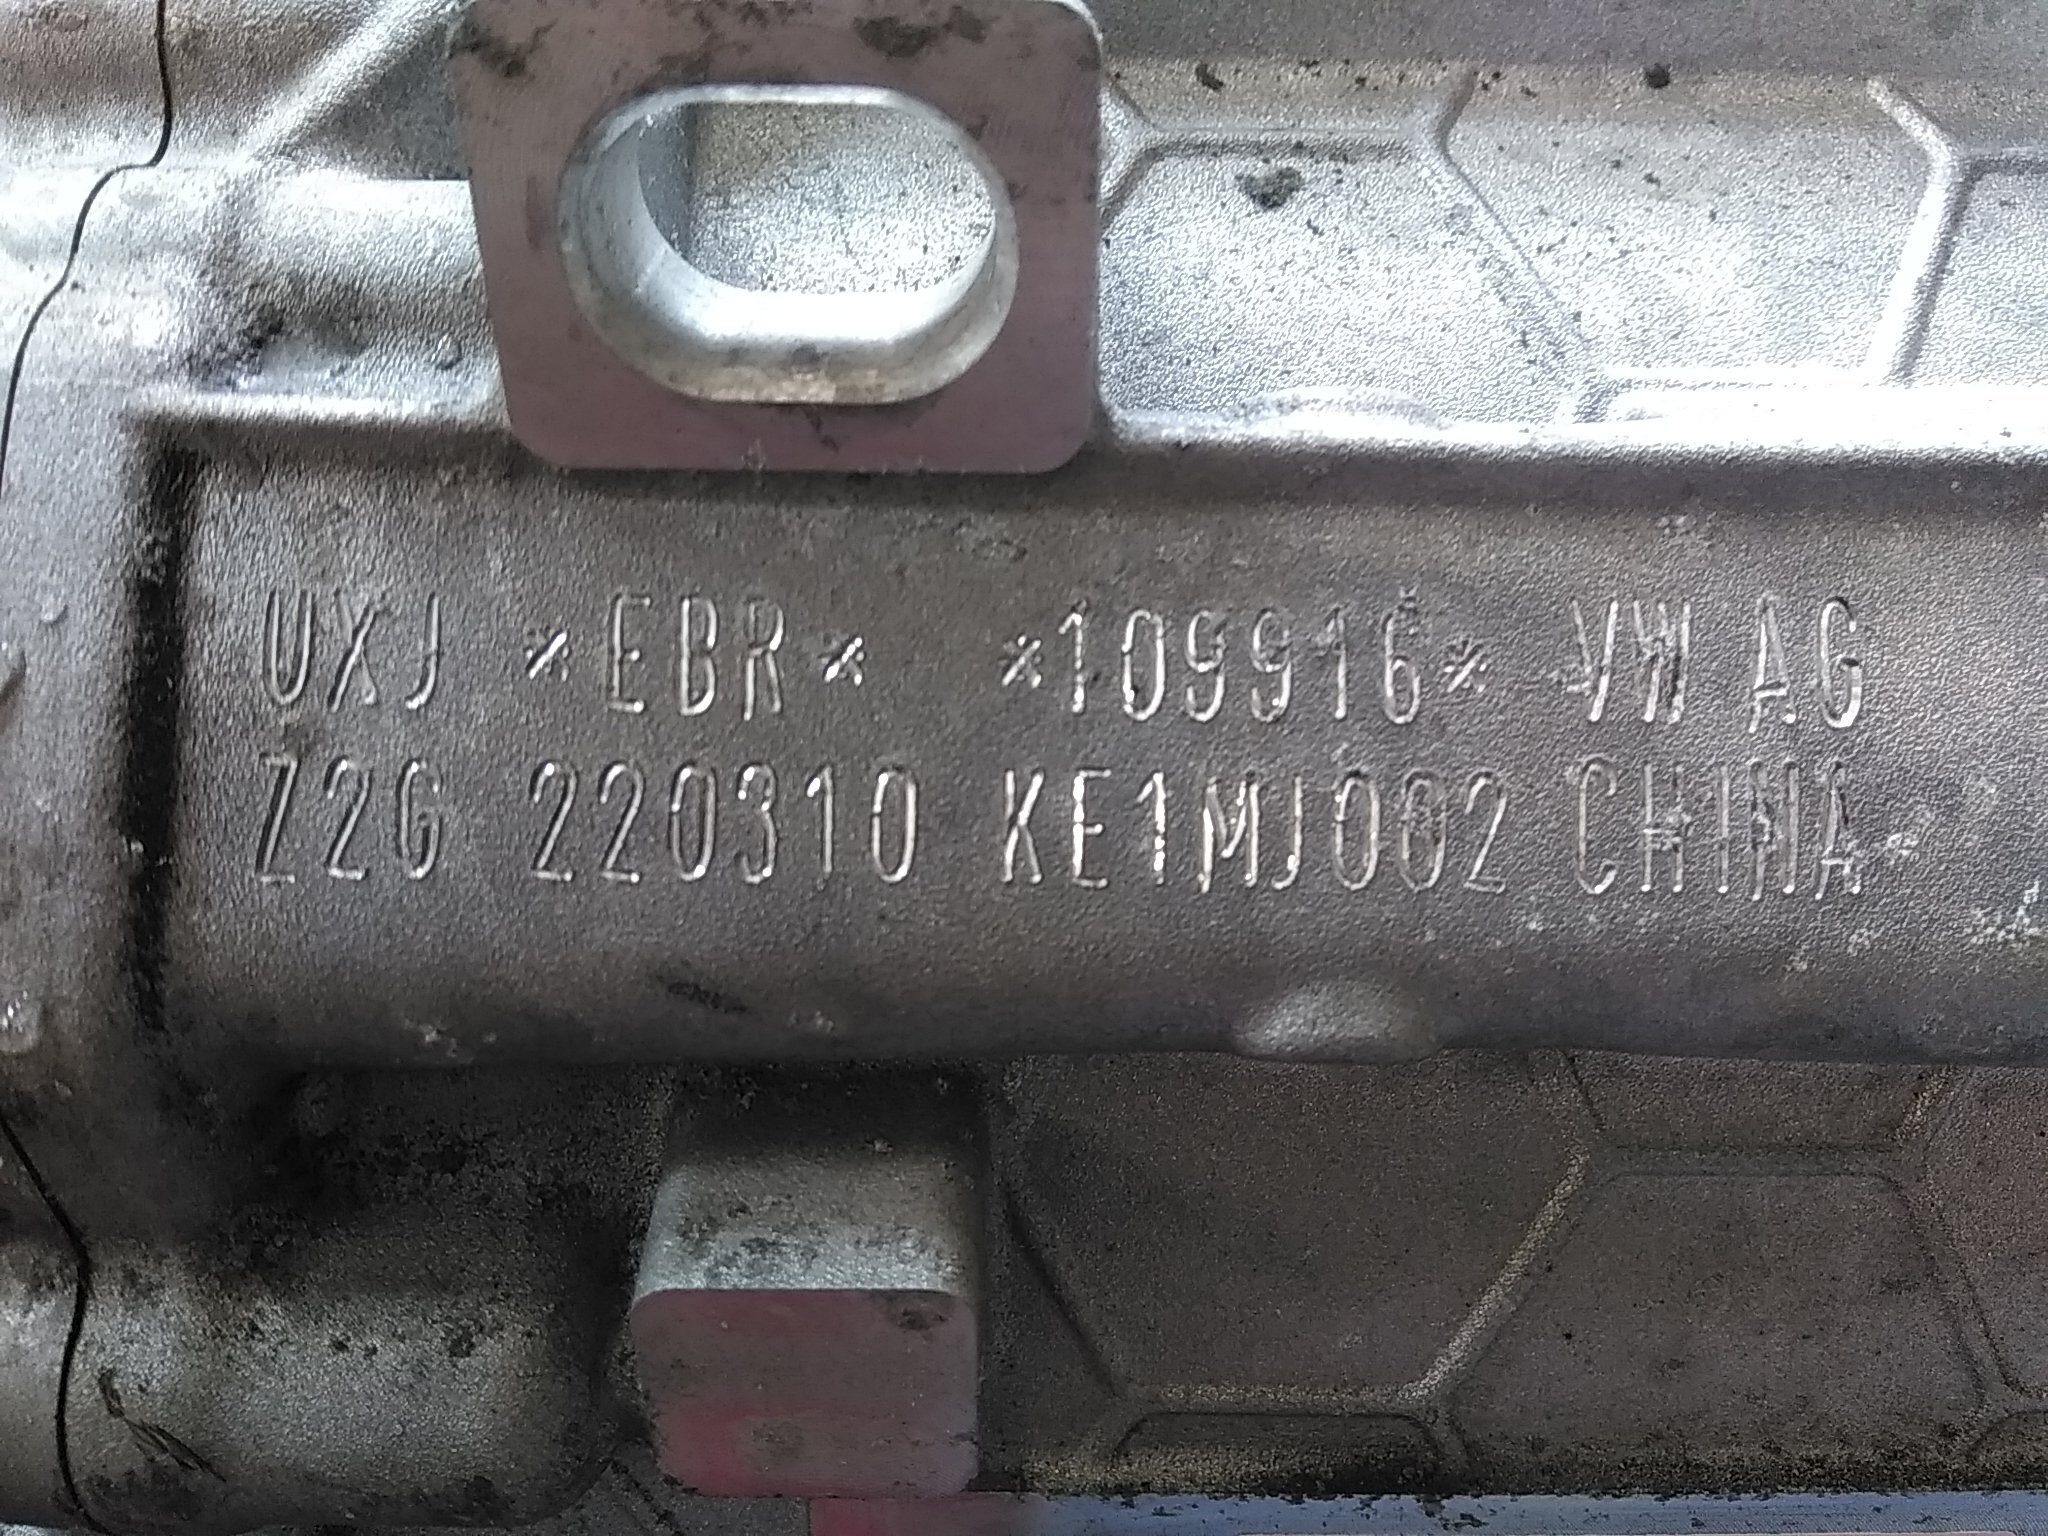 UXJ *EBR* *109916* VW AG
Z2G 220310 KE1MJ002 CHINA